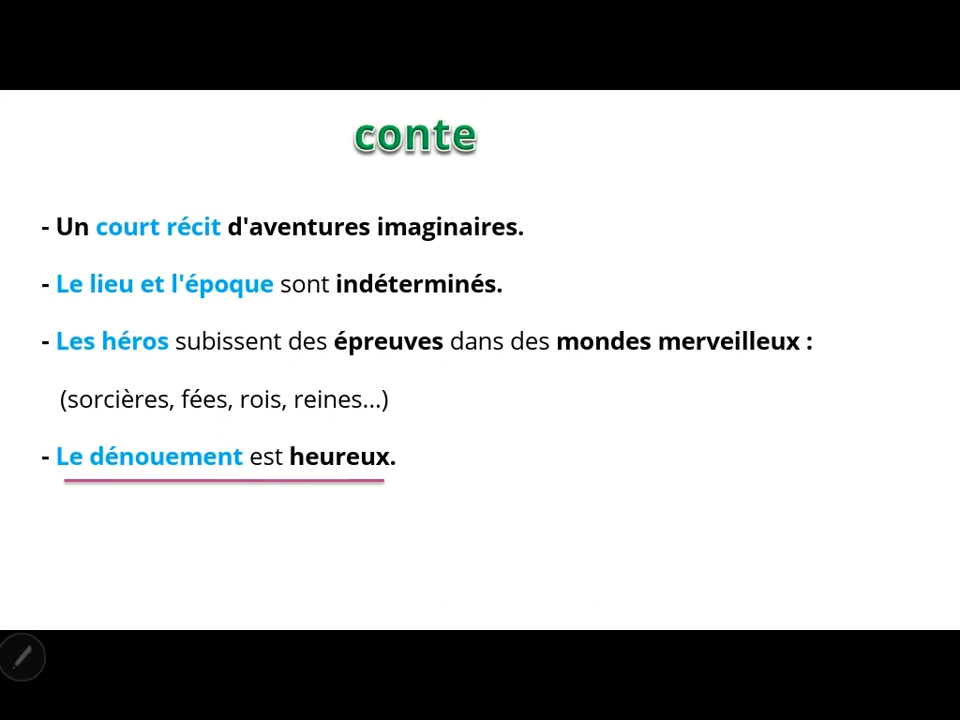 conte
- Un court récit d'aventures imaginaires.
- Le lieu et l'époque sont indéterminés.
- Les héros subissent des épreuves dans des mondes merveilleux :
(sorcières, fées, rois, reines...)
- Le dénouement est heureux.